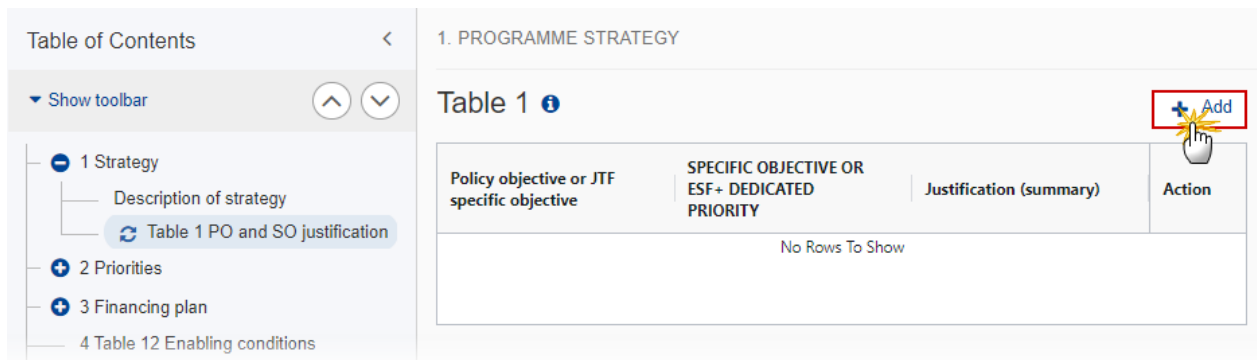 Table of Contents
Show toolbar
1 Strategy
Description of strategy
Table 1 PO and SO justification
2 Priorities
3 Financing plan
4 Table 12 Enabling conditions
1. PROGRAMME STRATEGY
Table 1
Add
Policy objective or JTF
specific objective
SPECIFIC OBJECTIVE OR
ESF+ DEDICATED
PRIORITY
Justification (summary)
Action
No Rows To Show